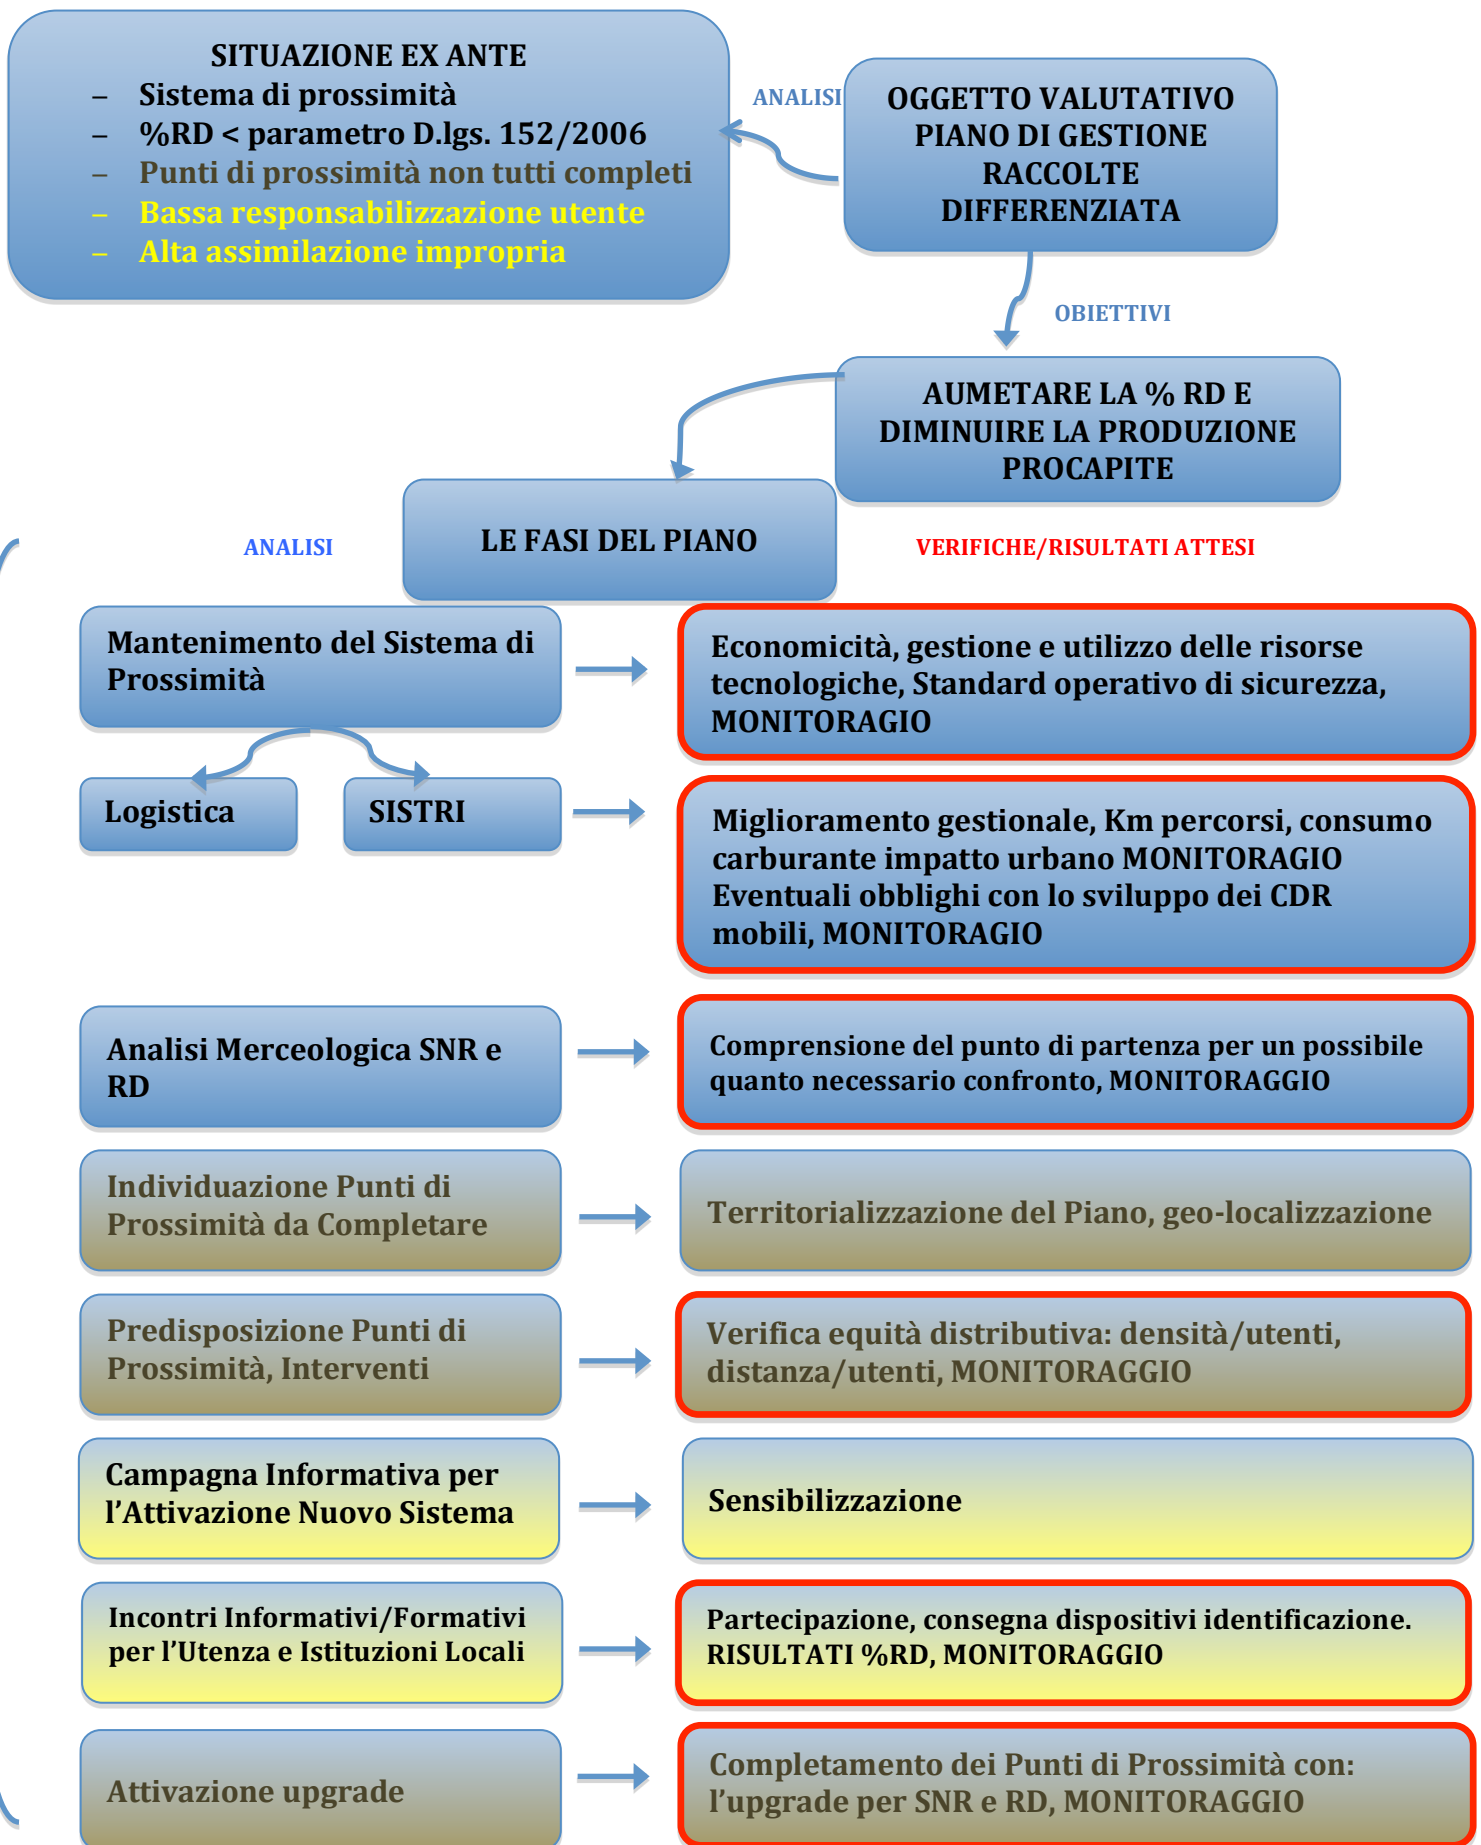 SITUAZIONE EX ANTE
– Sistema di prossimità
– %RD < parametro D.lgs. 152/2006
– Punti di prossimità non tutti completi
– Bassa responsabilizzazione utente
– Alta assimilazione impropria
ANALISI
OGGETTO VALUTATIVO
PIANO DI GESTIONE
RACCOLTE
DIFFERENZIATA
OBIETTIVI
AUMETARE LA % RD E
DIMINUIRE LA PRODUZIONE
PROCAPITE
ANALISI
LE FASI DEL PIANO
VERIFICHE/RISULTATI ATTESI
Mantenimento del Sistema di
Prossimità
Economicità, gestione e utilizzo delle risorse
tecnologiche, Standard operativo di sicurezza,
MONITORAGIO
Logistica
SISTRI
Miglioramento gestionale, Km percorsi, consumo
carburante impatto urbano MONITORAGIO
Eventuali obblighi con lo sviluppo dei CDR
mobili, MONITORAGIO
Analisi Merceologica SNR e
RD
Comprensione del punto di partenza per un possibile
quanto necessario confronto, MONITORAGGIO
Individuazione Punti di
Prossimità da Completare
Territorializzazione del Piano, geo-localizzazione
Predisposizione Punti di
Prossimità, Interventi
Verifica equità distributiva: densità/utenti,
distanza/utenti, MONITORAGGIO
Campagna Informativa per
l’Attivazione Nuovo Sistema
Sensibilizzazione
Incontri Informativi/Formativi
per l’Utenza e Istituzioni Locali
Partecipazione, consegna dispositivi identificazione.
RISULTATI %RD, MONITORAGGIO
Attivazione upgrade
Completamento dei Punti di Prossimità con:
l’upgrade per SNR e RD, MONITORAGGIO